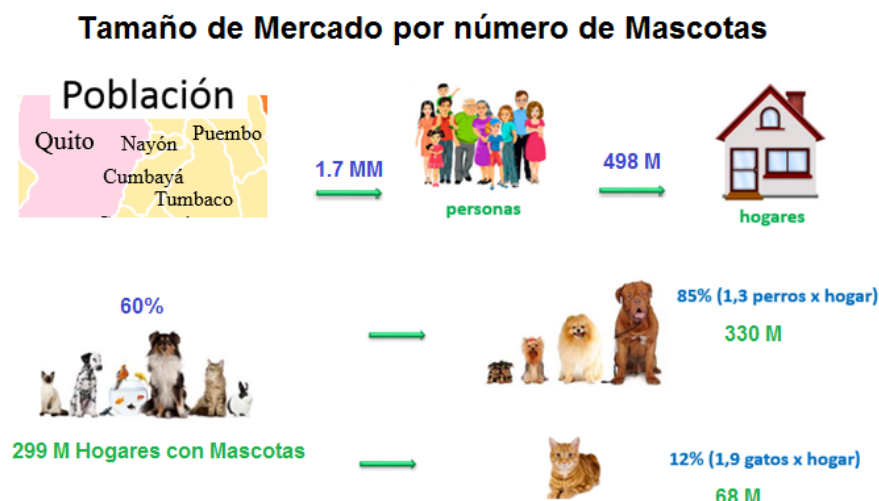 Tamaño de Mercado por número de Mascotas
Población
Quito
Nayón
Puembo
Cumbayá
Tumbaco
1.7 MM
personas
498 M
hogares
60%
299 M Hogares con Mascotas
85% (1,3 perros x hogar)
330 M
12% (1,9 gatos x hogar)
68 M